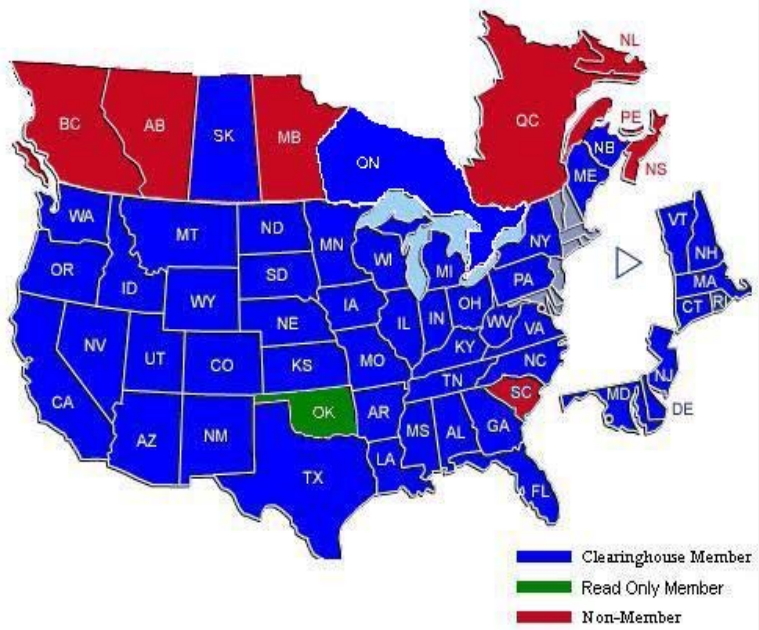 NL
BC
AB
SK
MB
QC
ON
PE
NB
ME
NS
WA
MT
ND
MN
OR
ID
WY
SD
WI
MI
NY
VT
NH
MA
CT
RI
NV
UT
CO
NE
IA
IL
IN
OH
PA
WV
VA
KY
CA
KS
MO
NC
TN
NJ
MD
DE
AZ
NM
OK
AR
SC
MS
AL
GA
TX
LA
FL
Clearinghouse Member
Read Only Member
Non-Member